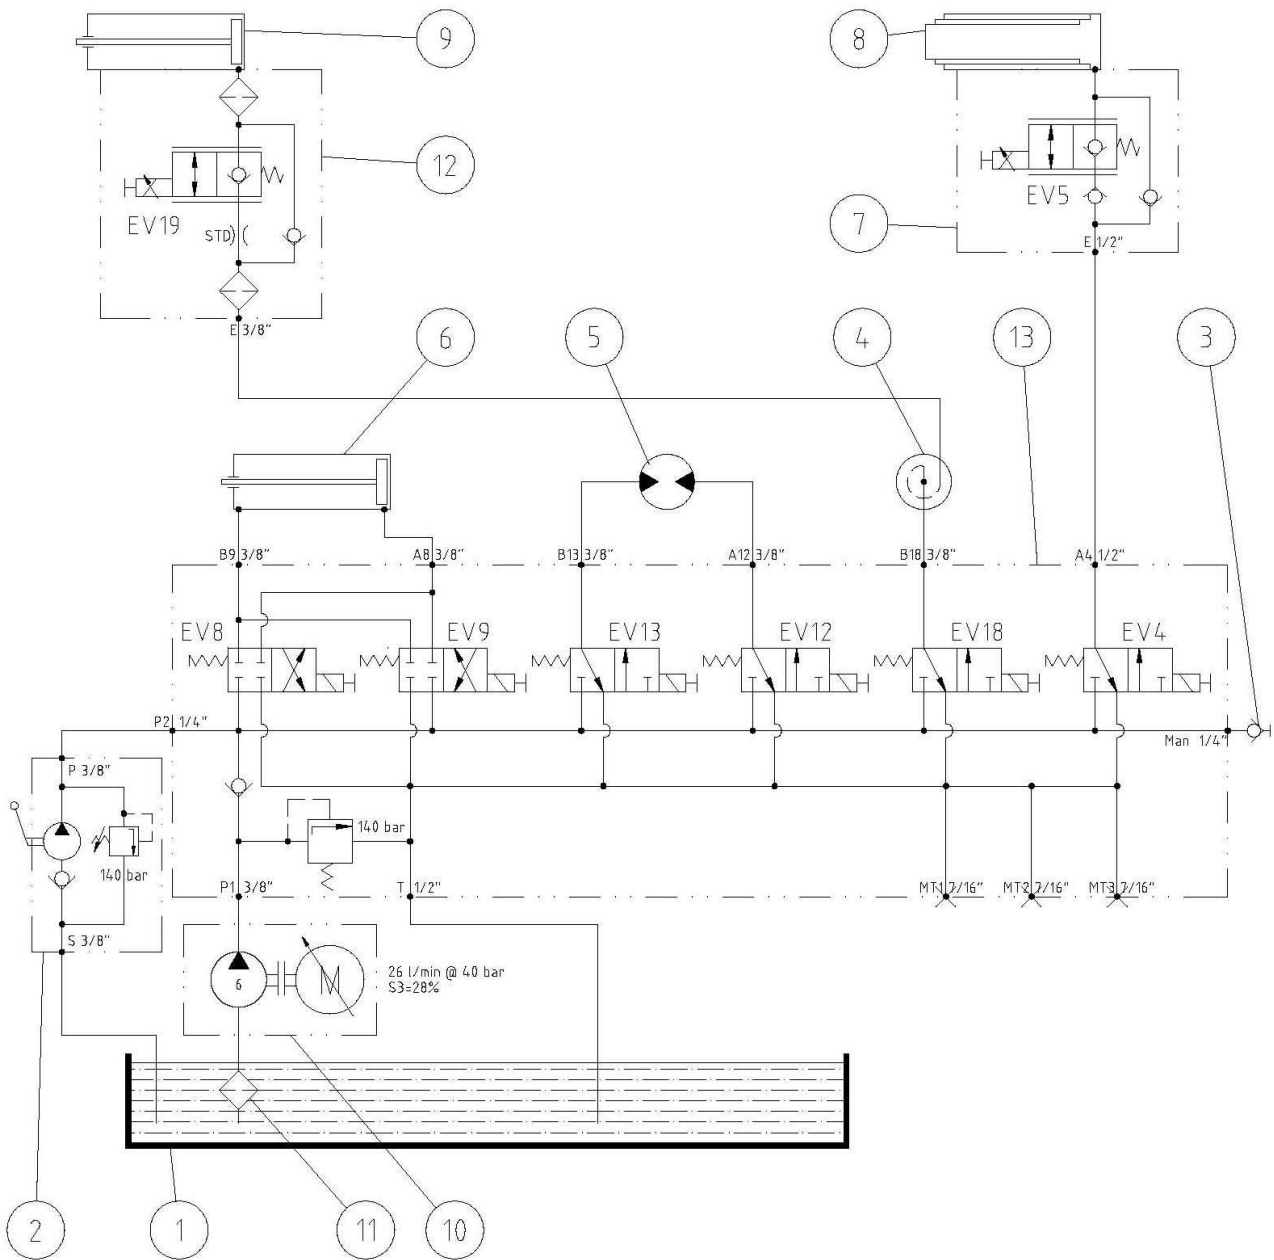 9
8
12
EV19
STD
EV5
7
E 1/2"
E 3/8"
6
5
4
13
3
B9 3/8"
A8 3/8"
B13 3/8"
A12 3/8"
B18 3/8"
A4 1/2"
EV8
EV9
EV13
EV12
EV18
EV4
P2 1/4"
Man 1/4"
P 3/8"
140 bar
140 bar
P1 3/8"
T 1/2"
MT1 7/16"
MT2 7/16"
MT3 7/16"
S 3/8"
6
M
26 l/min @ 40 bar
S3=28%
2
1
11
10